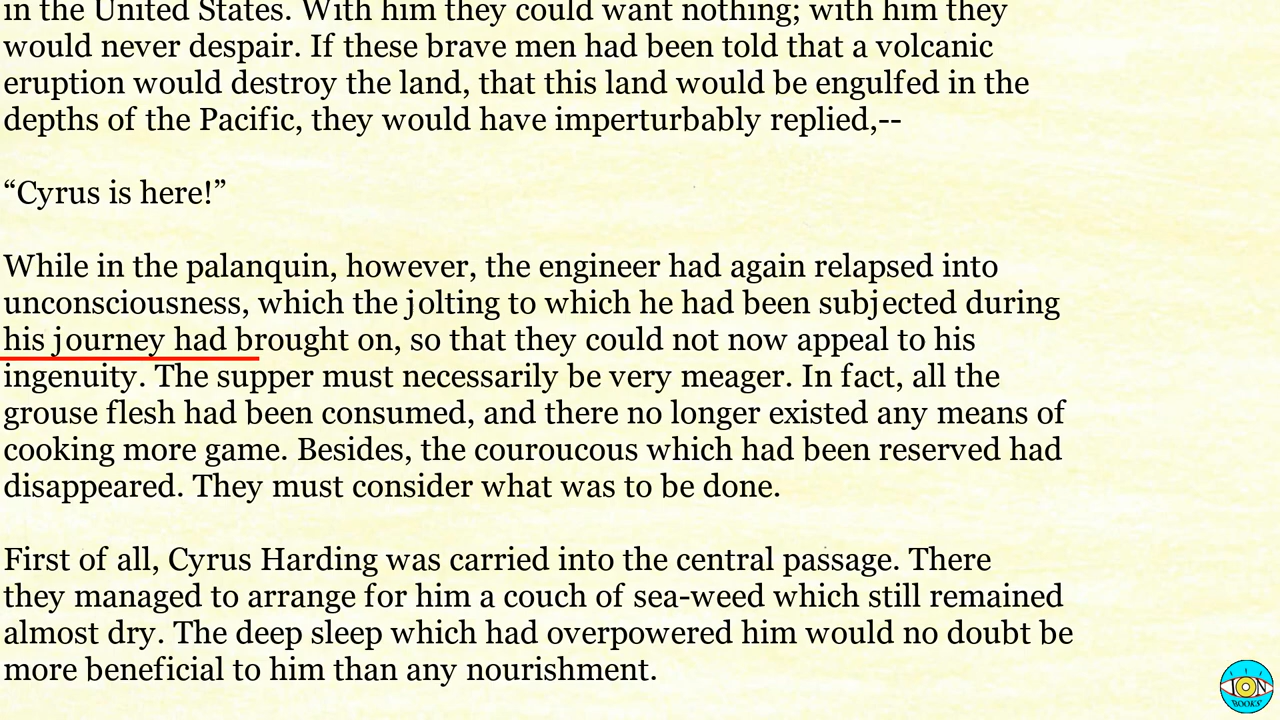 in the United States. With him they could want nothing; with him they
would never despair. If these brave men had been told that a volcanic
eruption would destroy the land, that this land would be engulfed in the
depths of the Pacific, they would have imperturbably replied,--
“Cyrus is here!”
While in the palanquin, however, the engineer had again relapsed into
unconsciousness, which the jolting to which he had been subjected during
his journey had brought on, so that they could not now appeal to his
ingenuity. The supper must necessarily be very meager. In fact, all the
grouse flesh had been consumed, and there no longer existed any means of
cooking more game. Besides, the couroucous which had been reserved had
disappeared. They must consider what was to be done.
First of all, Cyrus Harding was carried into the central passage. There
they managed to arrange for him a couch of sea-weed which still remained
almost dry. The deep sleep which had overpowered him would no doubt be
more beneficial to him than any nourishment.
ION
BOOKS